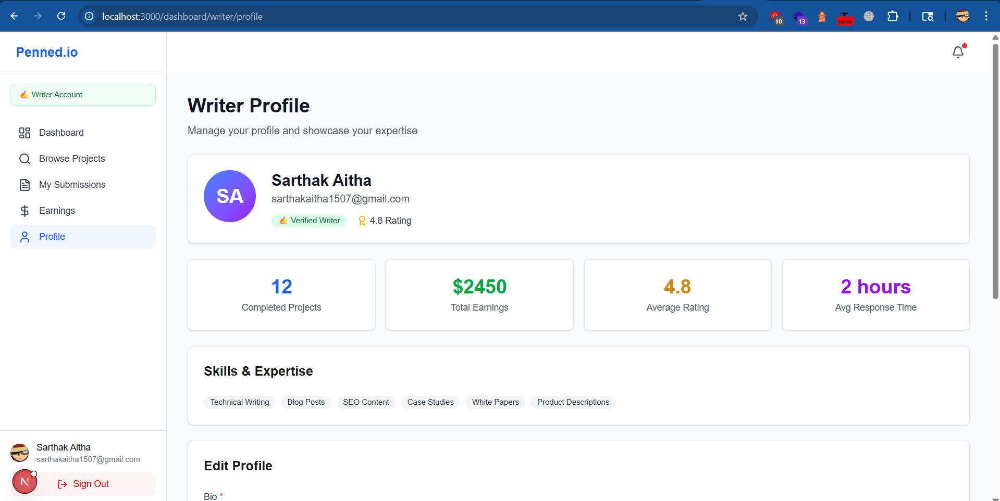 localhost:3000/dashboard/writer/profile
10
13
error
Penned.io
✍️ Writer Account
Dashboard
Browse Projects
My Submissions
Earnings
Profile
Writer Profile
Manage your profile and showcase your expertise
SA
Sarthak Aitha
sarthakaitha1507@gmail.com
✍️ Verified Writer
4.8 Rating
12
Completed Projects
$2450
Total Earnings
4.8
Average Rating
2 hours
Avg Response Time
Skills & Expertise
Technical Writing
Blog Posts
SEO Content
Case Studies
White Papers
Product Descriptions
Edit Profile
Bio *
Sarthak Aitha
sarthakaitha1507@gmail.com
N
Sign Out